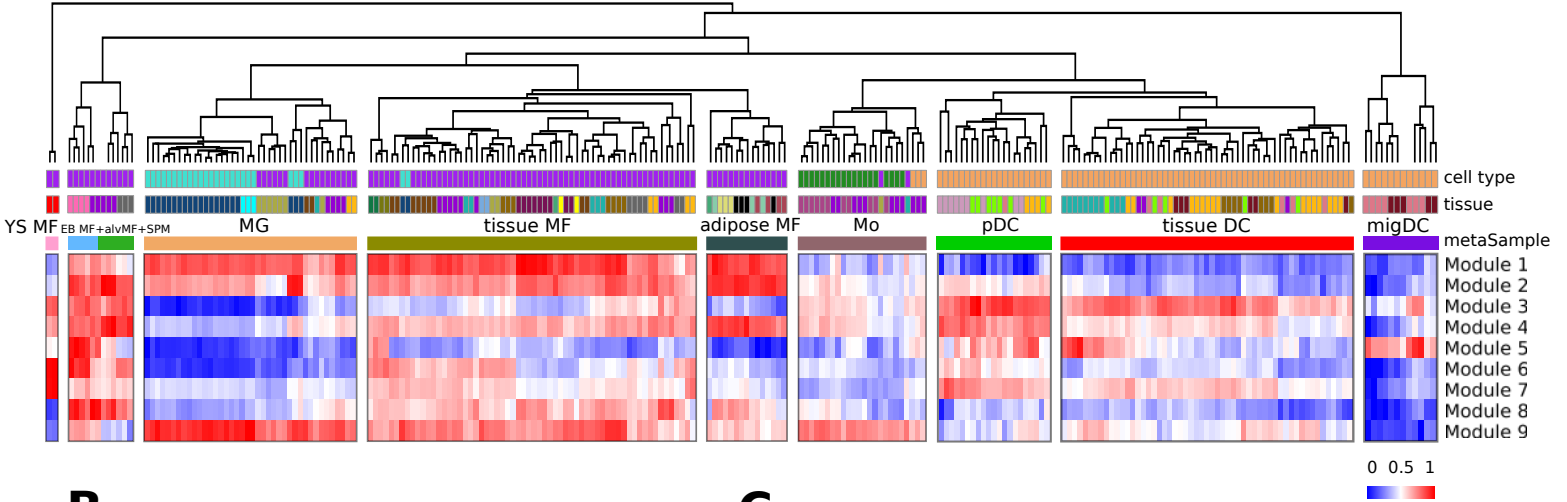 cell type
tissue
YS MF EB MF+alvMF+SPM MG tissue MF adipose MF Mo pDC tissue DC migDC
metaSample
Module 1
Module 2
Module 3
Module 4
Module 5
Module 6
Module 7
Module 8
Module 9
0 0.5 1
B C